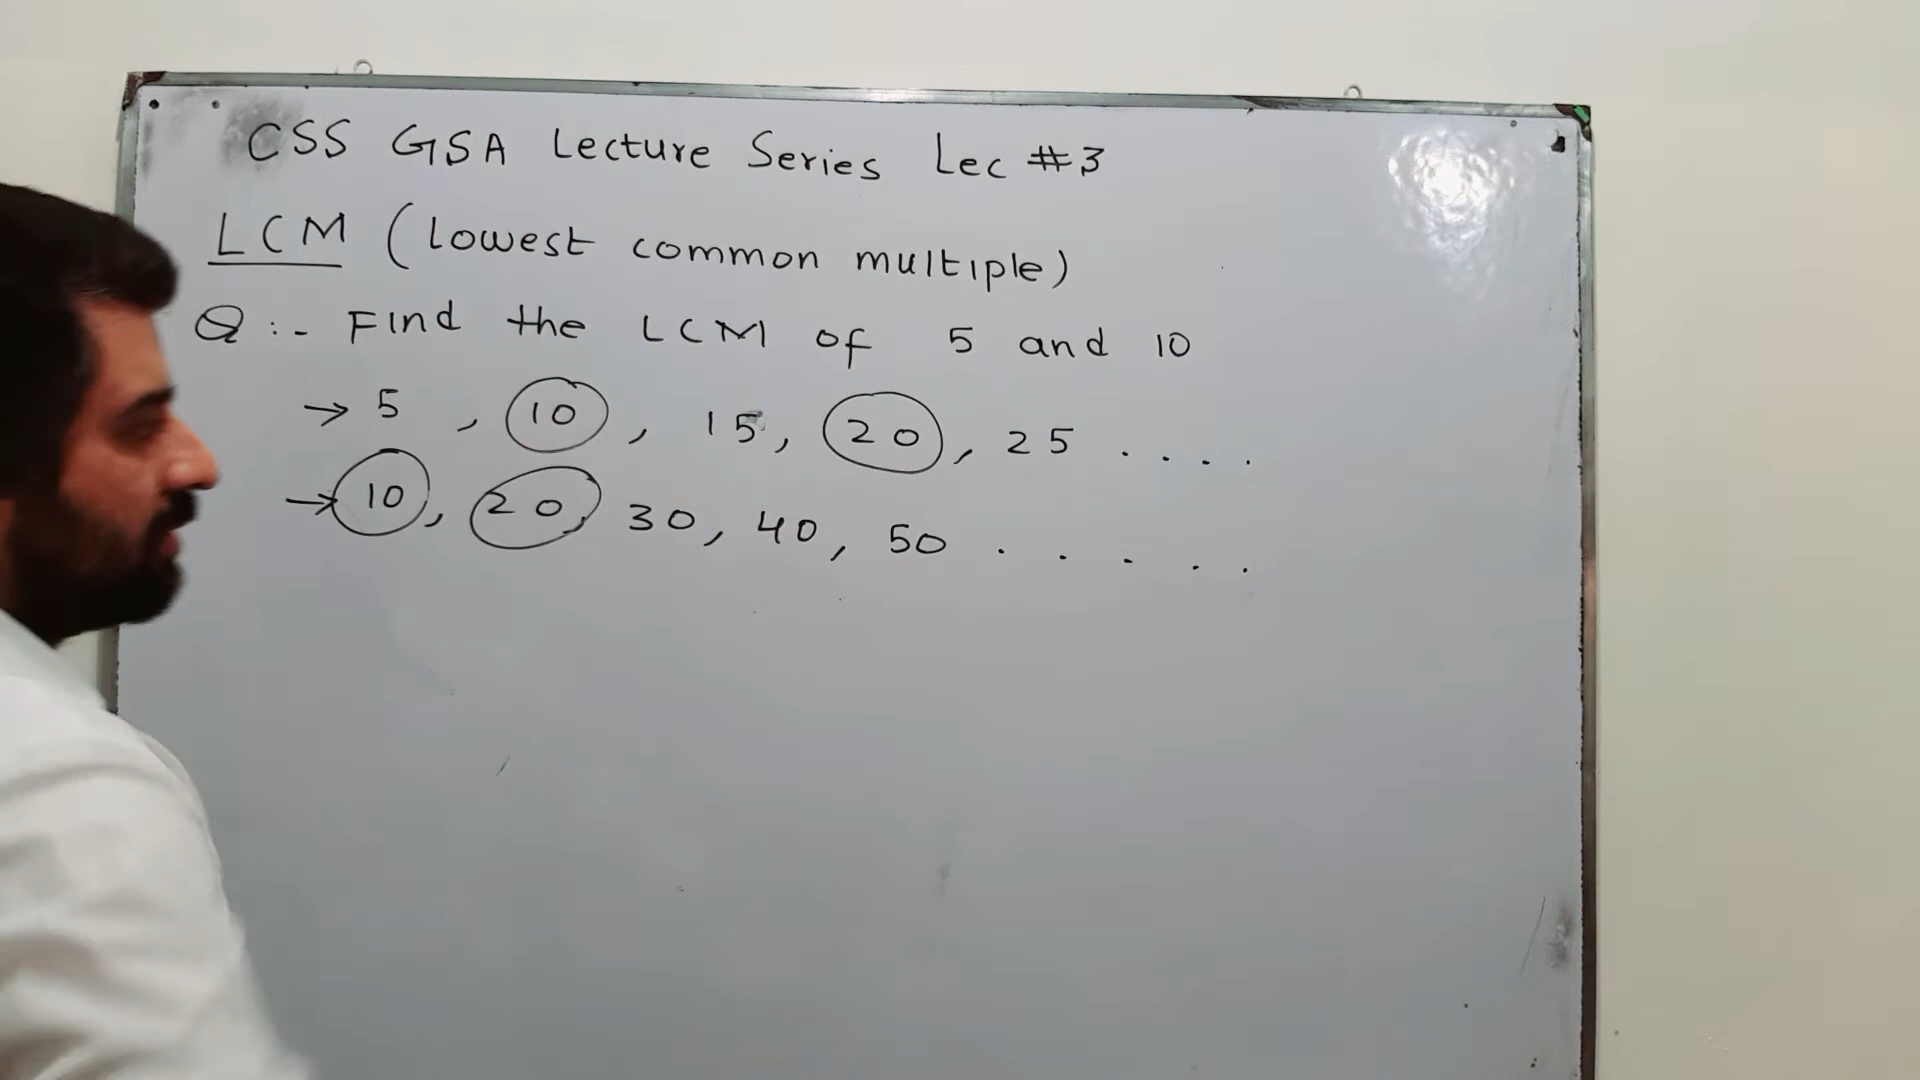 CSS GSA Lecture Series Lec #3
LCM (lowest common multiple)
Q :- Find the LCM of 5 and 10
→ 5 , 10 , 15, 20 , 25 ....
→ 10 , 20, 30, 40, 50 . . . . .